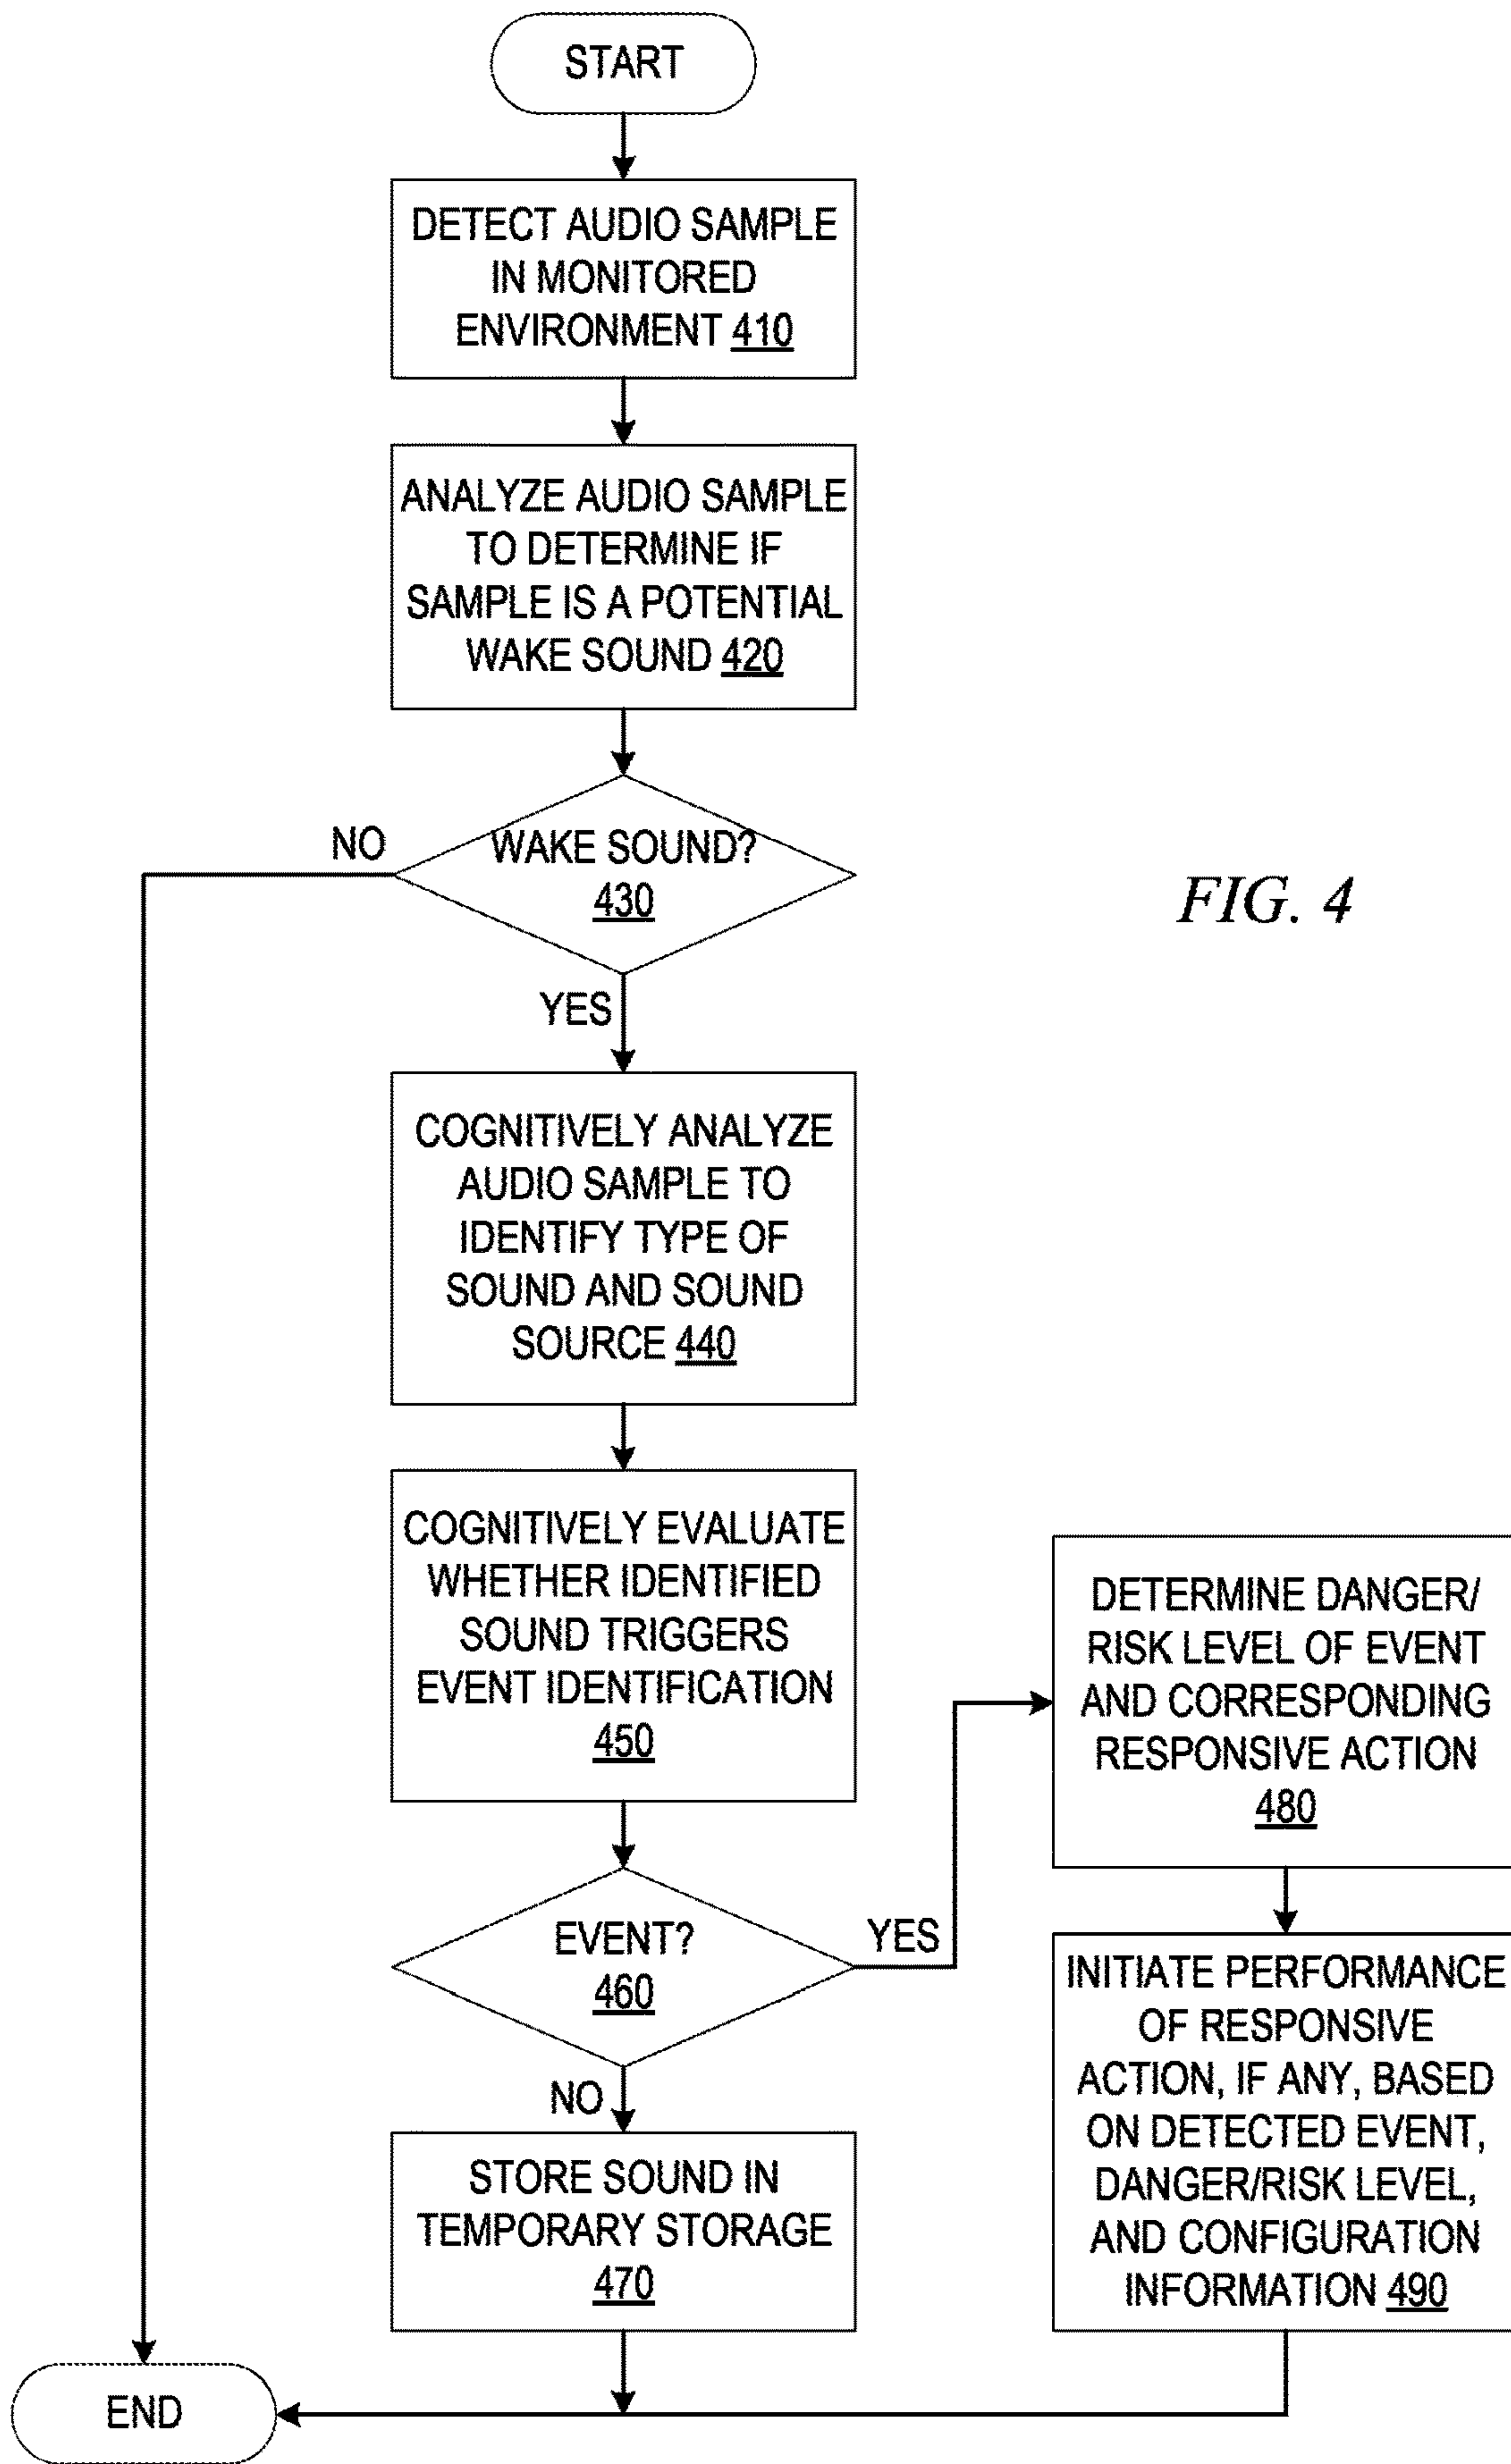 START
DETECT AUDIO SAMPLE
IN MONITORED
ENVIRONMENT 410
ANALYZE AUDIO SAMPLE
TO DETERMINE IF
SAMPLE IS A POTENTIAL
WAKE SOUND 420
NO
WAKE SOUND?
430
FIG. 4
YES
COGNITIVELY ANALYZE
AUDIO SAMPLE TO
IDENTIFY TYPE OF
SOUND AND SOUND
SOURCE 440
COGNITIVELY EVALUATE
WHETHER IDENTIFIED
SOUND TRIGGERS
EVENT IDENTIFICATION
450
EVENT?
460
YES
NO
STORE SOUND IN
TEMPORARY STORAGE
470
DETERMINE DANGER/
RISK LEVEL OF EVENT
AND CORRESPONDING
RESPONSIVE ACTION
480
INITIATE PERFORMANCE
OF RESPONSIVE
ACTION, IF ANY, BASED
ON DETECTED EVENT,
DANGER/RISK LEVEL,
AND CONFIGURATION
INFORMATION 490
END